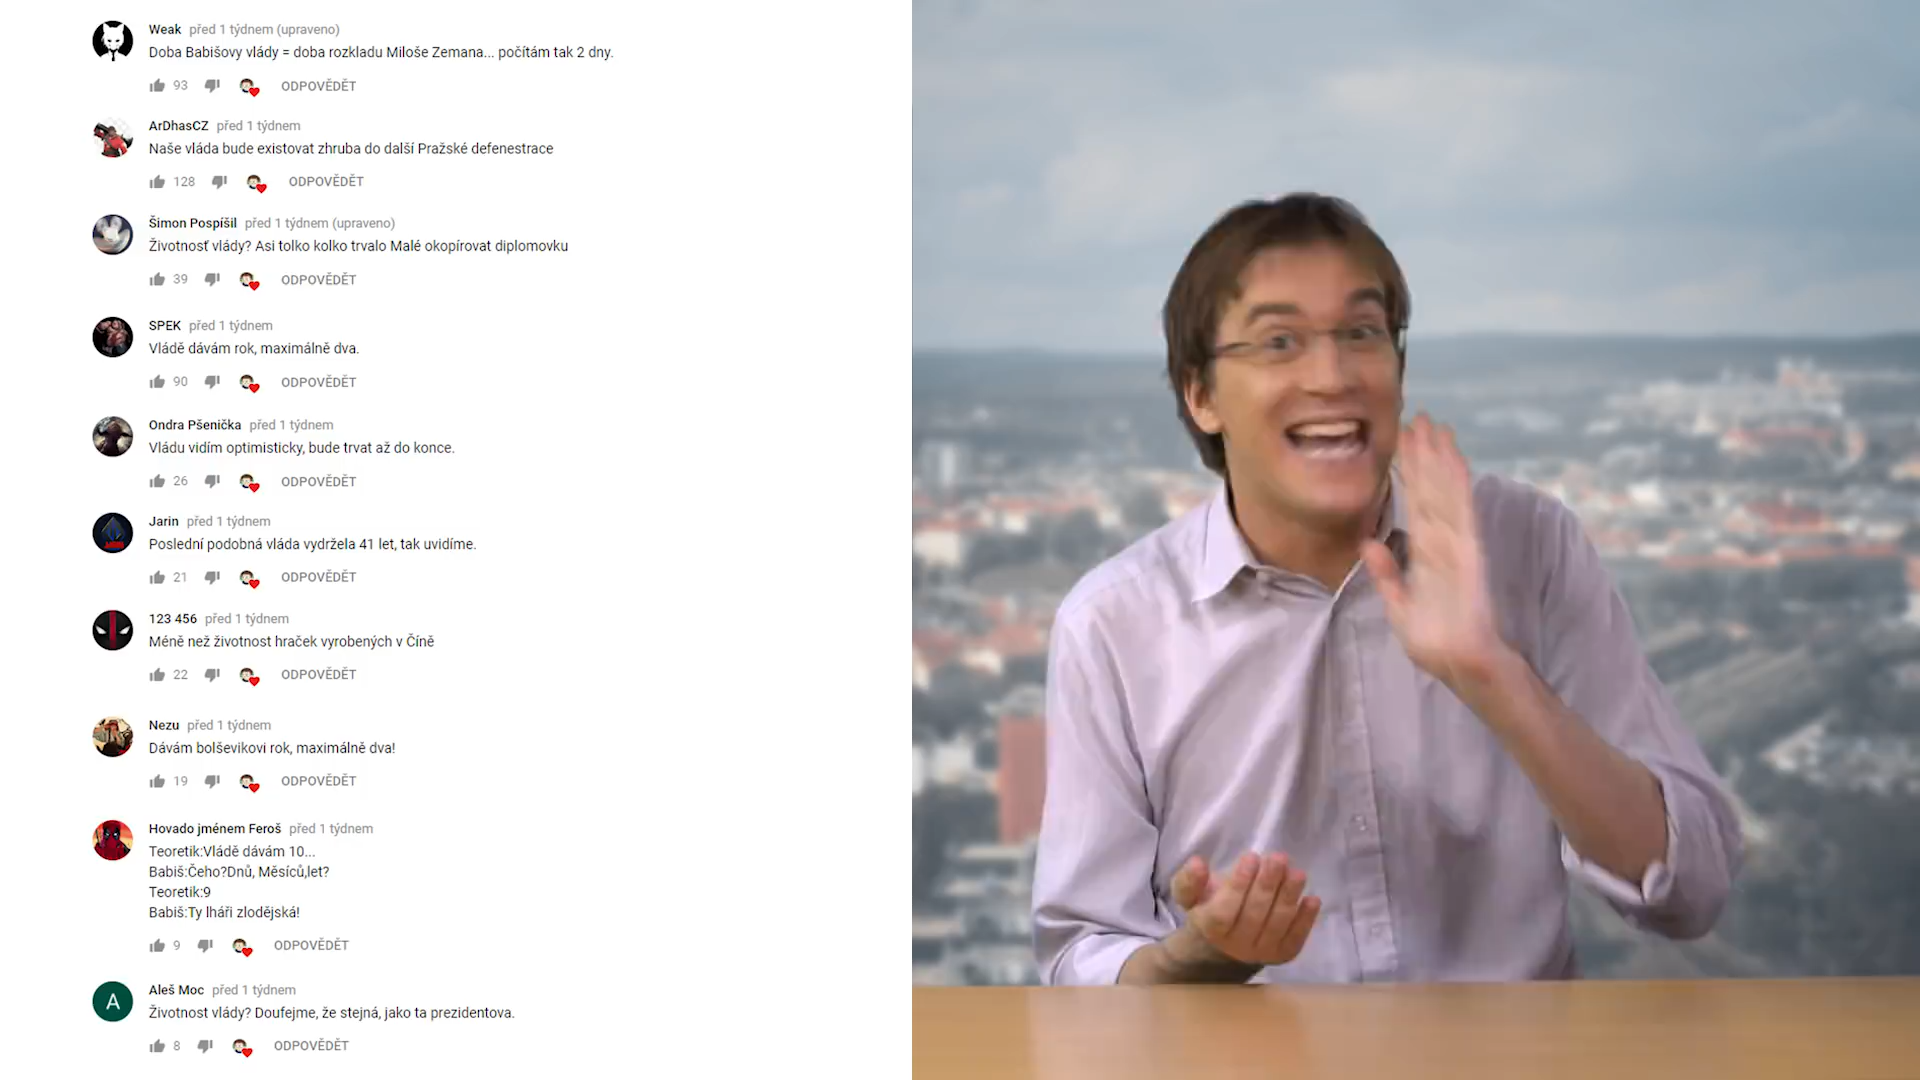 Weak před 1 týdnem (upraveno)
Doba Babišovy vlády = doba rozkladu Miloše Zemana... počítám tak 2 dny.
93 ODPOVĚDĚT
ArDhasCZ před 1 týdnem
Naše vláda bude existovat zhruba do další Pražské defenestrace
128 ODPOVĚDĚT
Šimon Pospíšil před 1 týdnem (upraveno)
Životnosť vlády? Asi tolko kolko trvalo Malé okopírovat diplomovku
39 ODPOVĚDĚT
SPEK před 1 týdnem
Vládě dávám rok, maximálně dva.
90 ODPOVĚDĚT
Ondra Pšenička před 1 týdnem
Vládu vidím optimisticky, bude trvat až do konce.
26 ODPOVĚDĚT
Jarin před 1 týdnem
Poslední podobná vláda vydržela 41 let, tak uvidíme.
21 ODPOVĚDĚT
123 456 před 1 týdnem
Méně než životnost hraček vyrobených v Číně
22 ODPOVĚDĚT
Nezu před 1 týdnem
Dávám bolševikovi rok, maximálně dva!
19 ODPOVĚDĚT
Hovado jménem Feroš před 1 týdnem
Teoretik:Vládě dávám 10...
Babiš:Čeho?Dnů, Měsíců,let?
Teoretik:9
Babiš:Ty lháři zlodějská!
9 ODPOVĚDĚT
A
Aleš Moc před 1 týdnem
Životnost vlády? Doufejme, že stejná, jako ta prezidentova.
8 ODPOVĚDĚT